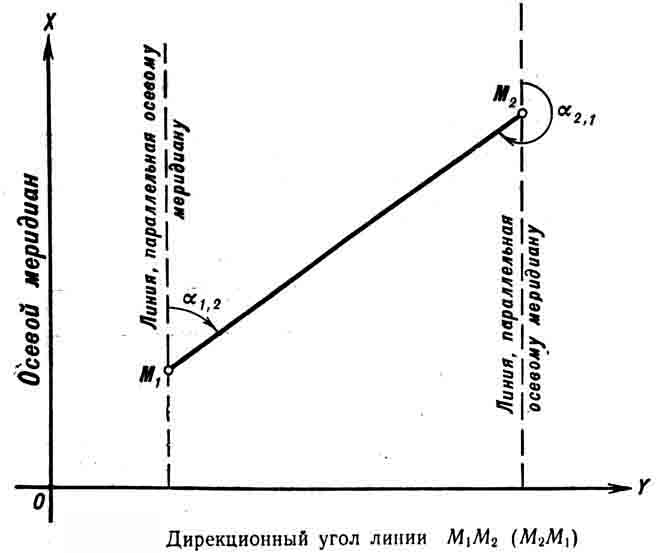 X
Осевой меридиан
Линия, параллельная осевому
меридиану
M₂
α₂,₁
α₁,₂
M₁
Линия, параллельная
осевому меридиану
O
Y
Дирекционный угол линии M₁M₂ (M₂M₁)